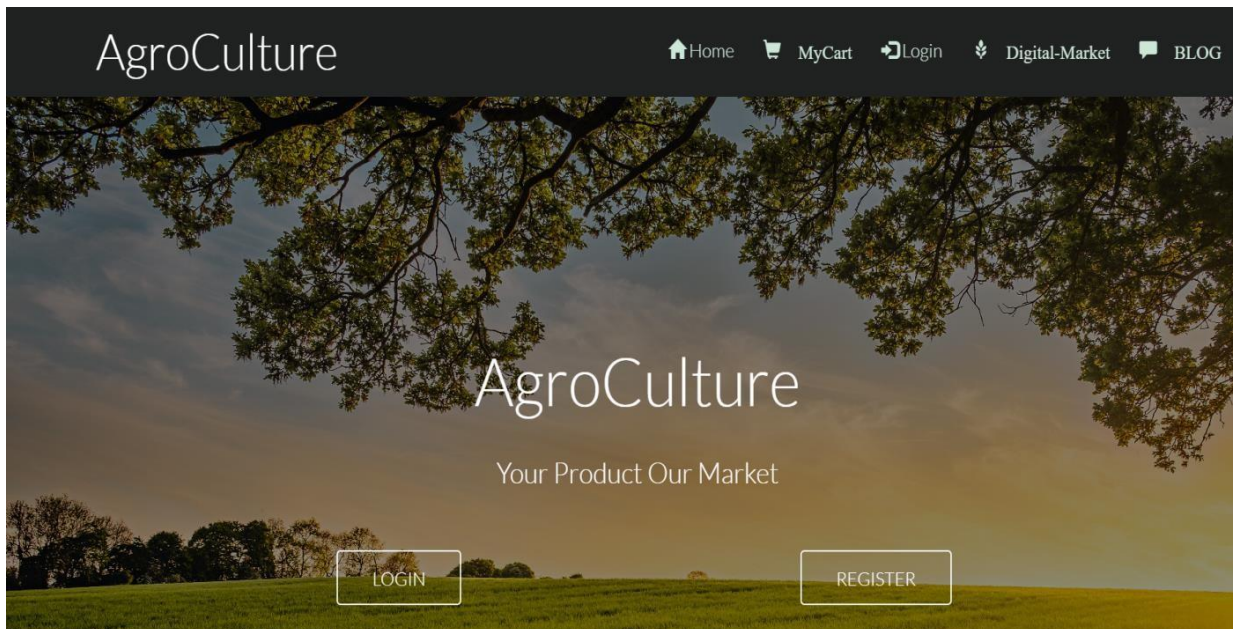 AgroCulture Home MyCart Login Digital-Market BLOG
AgroCulture
Your Product Our Market
LOGIN REGISTER